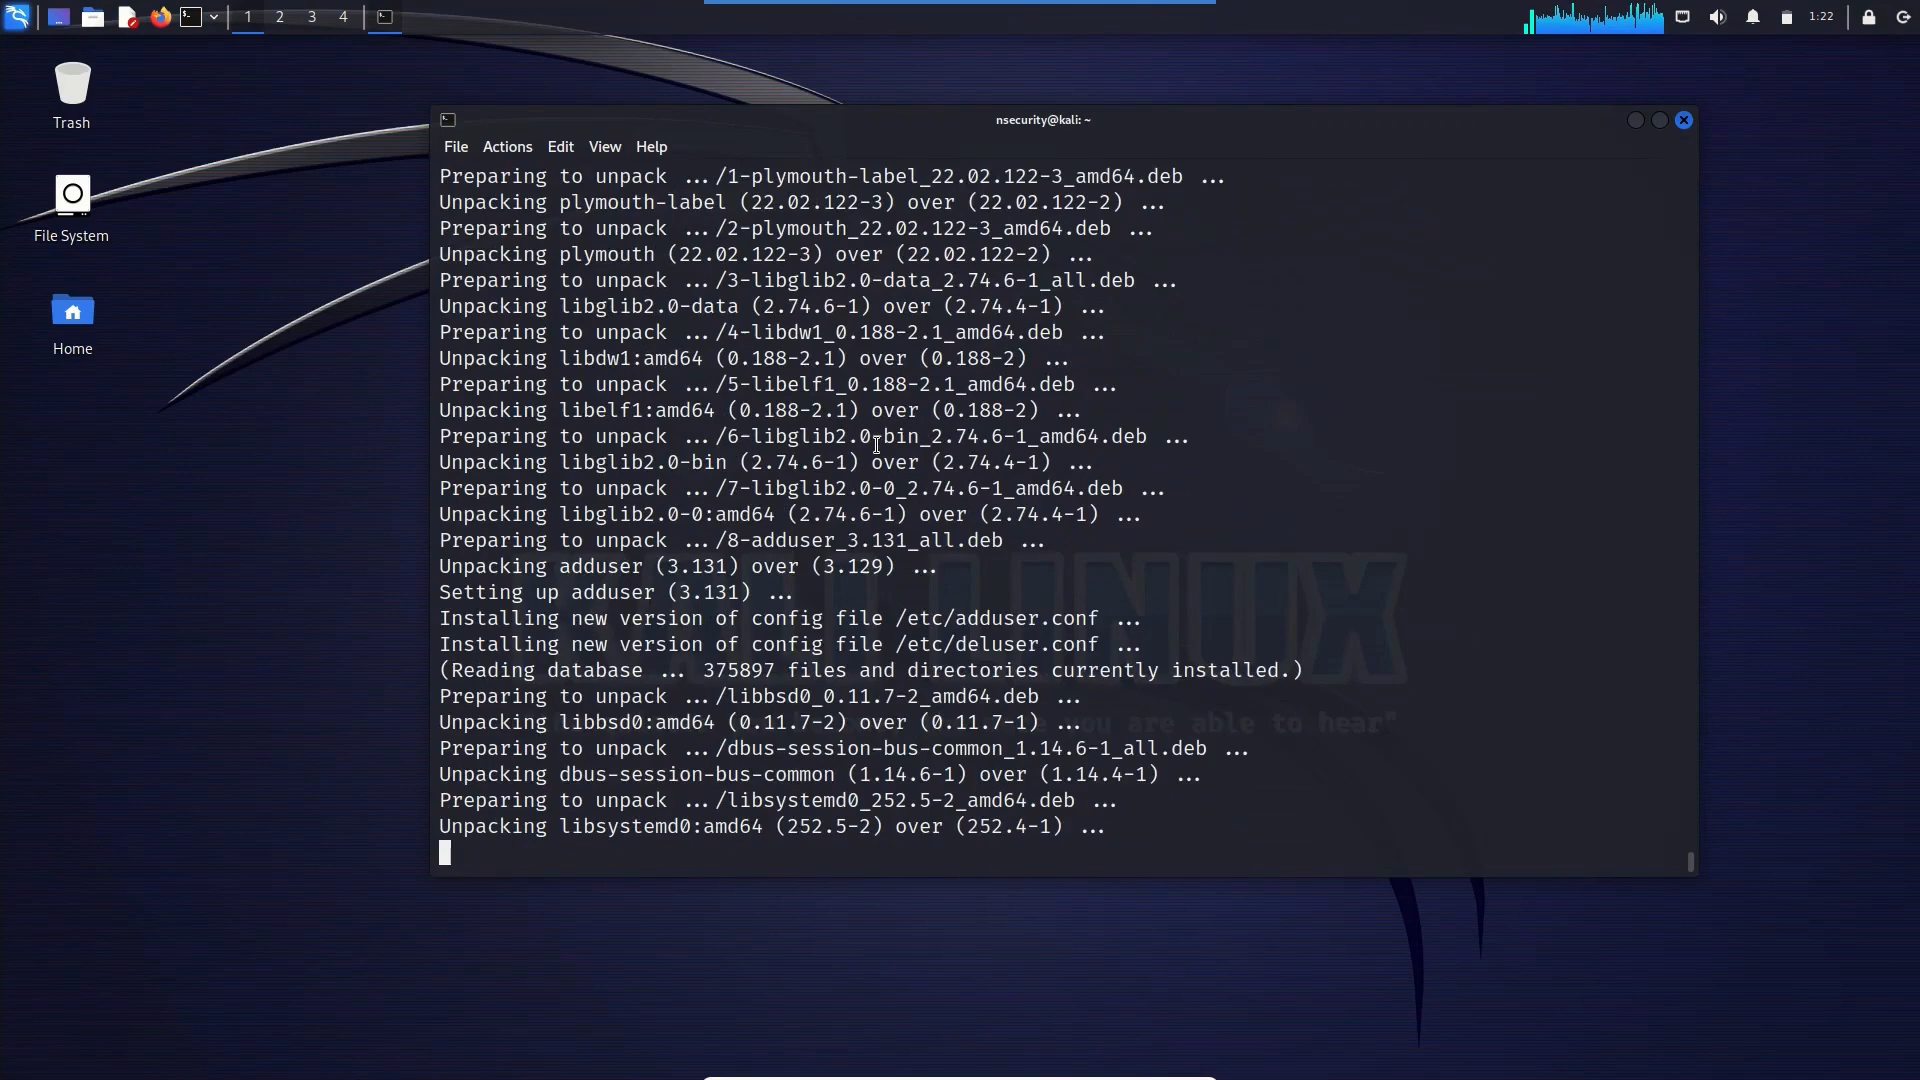 1 2 3 4
1:22
Trash
File System
Home
nsecurity@kali: ~
File Actions Edit View Help
Preparing to unpack .../1-plymouth-label_22.02.122-3_amd64.deb ...
Unpacking plymouth-label (22.02.122-3) over (22.02.122-2) ...
Preparing to unpack .../2-plymouth_22.02.122-3_amd64.deb ...
Unpacking plymouth (22.02.122-3) over (22.02.122-2) ...
Preparing to unpack .../3-libglib2.0-data_2.74.6-1_all.deb ...
Unpacking libglib2.0-data (2.74.6-1) over (2.74.4-1) ...
Preparing to unpack .../4-libdw1_0.188-2.1_amd64.deb ...
Unpacking libdw1:amd64 (0.188-2.1) over (0.188-2) ...
Preparing to unpack .../5-libelf1_0.188-2.1_amd64.deb ...
Unpacking libelf1:amd64 (0.188-2.1) over (0.188-2) ...
Preparing to unpack .../6-libglib2.0-bin_2.74.6-1_amd64.deb ...
Unpacking libglib2.0-bin (2.74.6-1) over (2.74.4-1) ...
Preparing to unpack .../7-libglib2.0-0_2.74.6-1_amd64.deb ...
Unpacking libglib2.0-0:amd64 (2.74.6-1) over (2.74.4-1) ...
Preparing to unpack .../8-adduser_3.131_all.deb ...
Unpacking adduser (3.131) over (3.129) ...
Setting up adduser (3.131) ...
Installing new version of config file /etc/adduser.conf ...
Installing new version of config file /etc/deluser.conf ...
(Reading database ... 375897 files and directories currently installed.)
Preparing to unpack .../libbsd0_0.11.7-2_amd64.deb ...
Unpacking libbsd0:amd64 (0.11.7-2) over (0.11.7-1) ...
Preparing to unpack .../dbus-session-bus-common_1.14.6-1_all.deb ...
Unpacking dbus-session-bus-common (1.14.6-1) over (1.14.4-1) ...
Preparing to unpack .../libsystemd0_252.5-2_amd64.deb ...
Unpacking libsystemd0:amd64 (252.5-2) over (252.4-1) ...
KALI LINUX
you are able to hear"